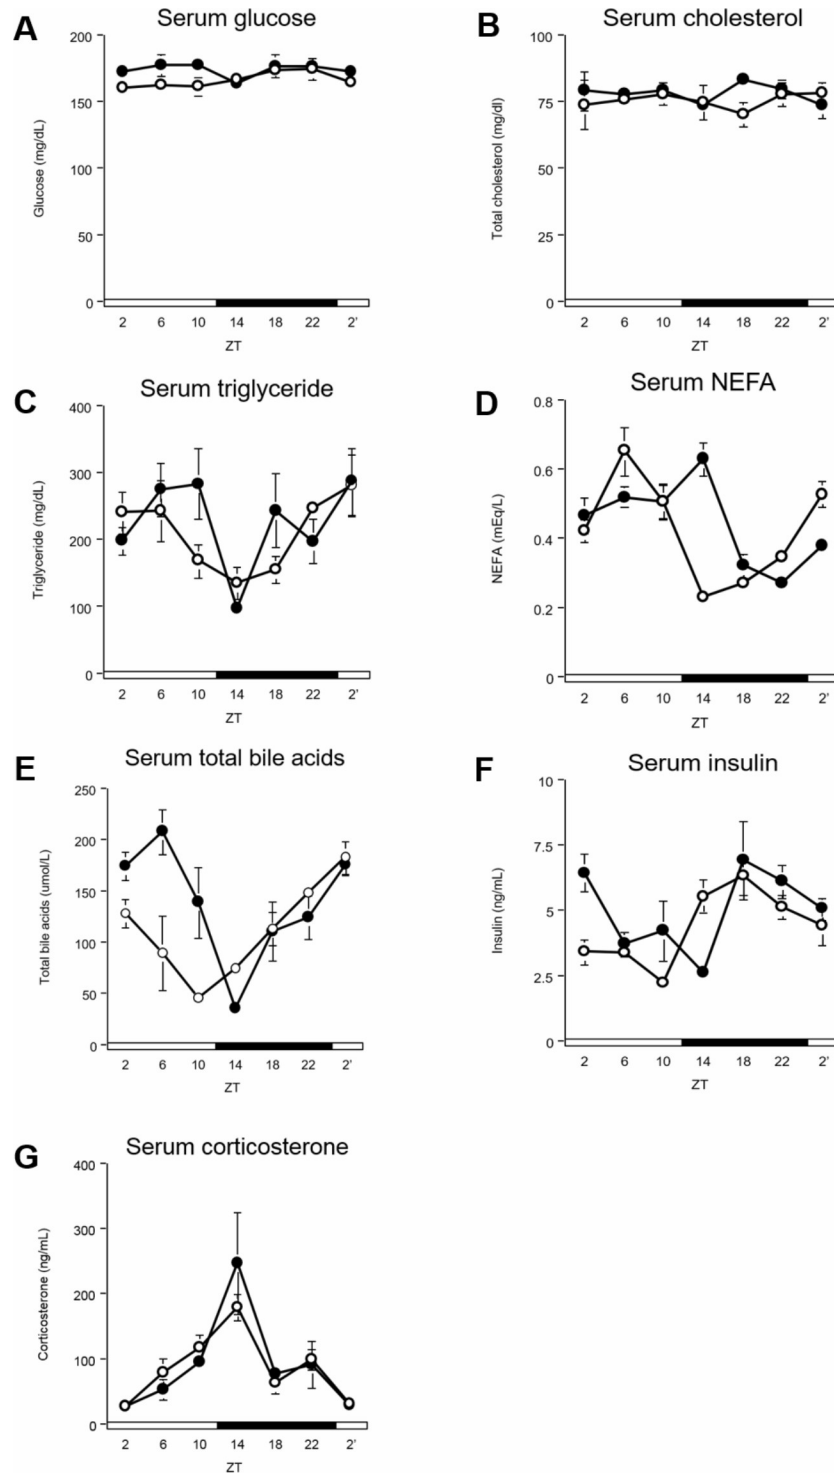 A Serum glucose
200
150
100
50
0
Glucose (mg/dL)
2 6 10 14 18 22 2'
ZT
B Serum cholesterol
100
75
50
25
0
Total cholesterol (mg/dl)
2 6 10 14 18 22 2'
ZT
C Serum triglyceride
400
300
200
100
0
Triglyceride (mg/dL)
2 6 10 14 18 22 2'
ZT
D Serum NEFA
0.8
0.6
0.4
0.2
0
NEFA (mEq/L)
2 6 10 14 18 22 2'
ZT
E Serum total bile acids
250
200
150
100
50
0
Total bile acids (umol/L)
2 6 10 14 18 22 2'
ZT
F Serum insulin
10
7.5
5
2.5
0
Insulin (ng/mL)
2 6 10 14 18 22 2'
ZT
G Serum corticosterone
400
300
200
100
0
Corticosterone (ng/mL)
2 6 10 14 18 22 2'
ZT